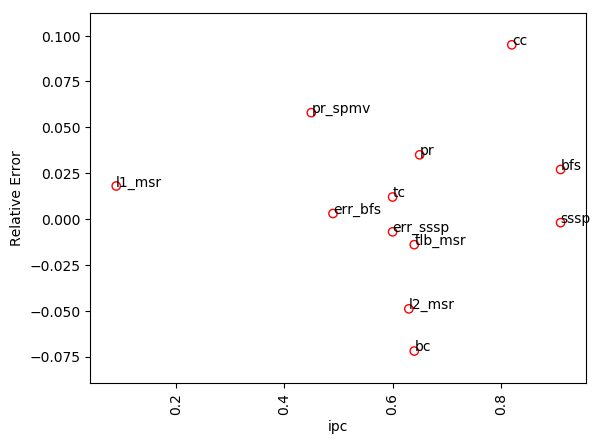 0.100
0.075
0.050
0.025
0.000
−0.025
−0.050
−0.075
Relative Error
cc
pr_spmv
pr
bfs
l1_msr
tc
err_bfs
sssp
err_sssp
tlb_msr
l2_msr
bc
0.2
0.4
0.6
0.8
ipc